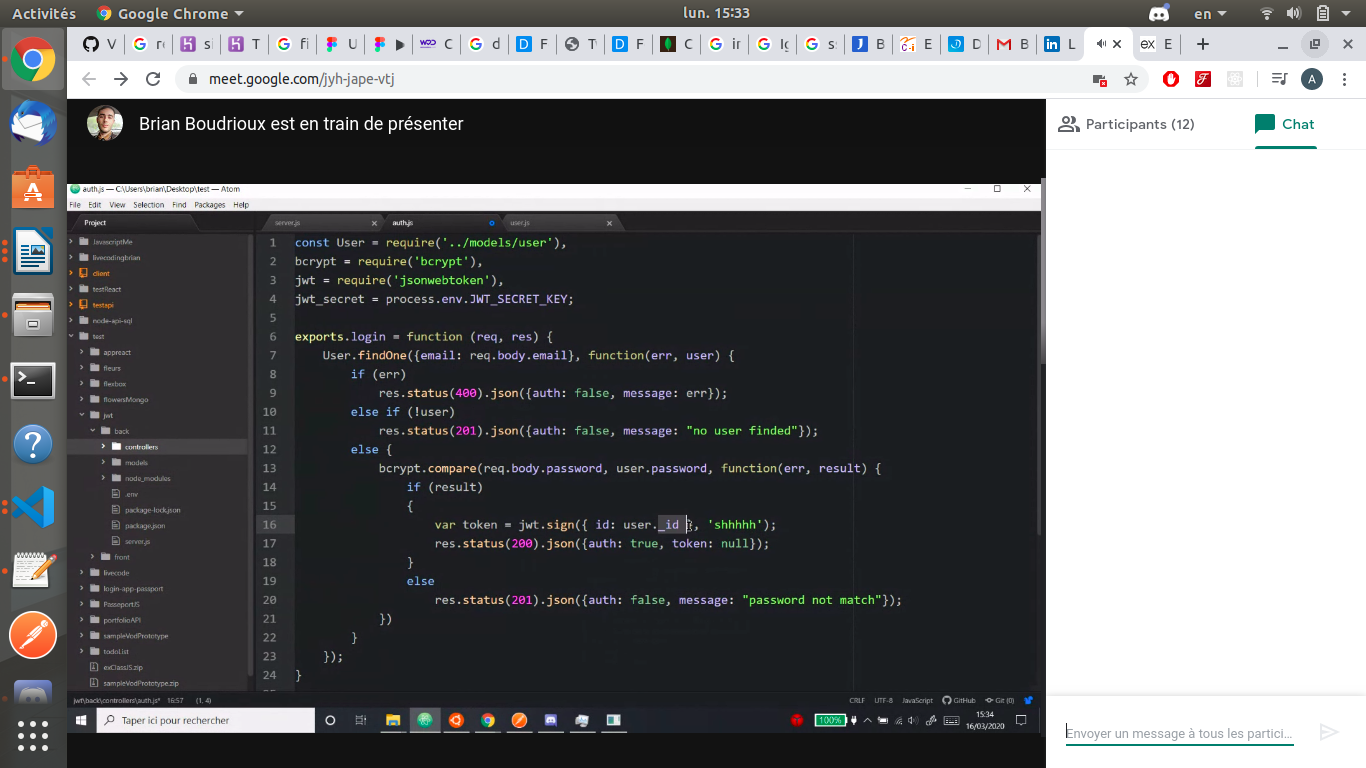 Activités
Google Chrome
lun. 15:33
en
meet.google.com/jyh-jape-vtj
A
Brian Boudrioux est en train de présenter
Participants (12)
Chat
auth.js — C:\Users\brian\Desktop\test — Atom
File Edit View Selection Find Packages Help
Project
server.js
auth.js
user.js
JavascriptMe
livecodingbrian
client
testReact
testapi
node-api-sql
test
appreact
fleurs
flexbox
flowersMongo
jwt
back
controllers
models
node_modules
.env
package-lock.json
package.json
server.js
front
livecode
login-app-passport
PasseportJS
portfolioAPI
sampleVodPrototype
todoList
exClassJS.zip
sampleVodPrototype.zip
1 const User = require('../models/user'),
2 bcrypt = require('bcrypt'),
3 jwt = require('jsonwebtoken'),
4 jwt_secret = process.env.JWT_SECRET_KEY;
5
6 exports.login = function (req, res) {
7 User.findOne({email: req.body.email}, function(err, user) {
8 if (err)
9 res.status(400).json({auth: false, message: err});
10 else if (!user)
11 res.status(201).json({auth: false, message: "no user finded"});
12 else {
13 bcrypt.compare(req.body.password, user.password, function(err, result) {
14 if (result)
15 {
16 var token = jwt.sign({ id: user._id }, 'shhhhh');
17 res.status(200).json({auth: true, token: null});
18 }
19 else
20 res.status(201).json({auth: false, message: "password not match"});
21 })
22 }
23 });
24 }
jwt\back\controllers\auth.js* 16:57 (1, 4)
CRLF UTF-8 JavaScript GitHub Git (0)
Taper ici pour rechercher
100%
15:34
16/03/2020
Envoyer un message à tous les partici...